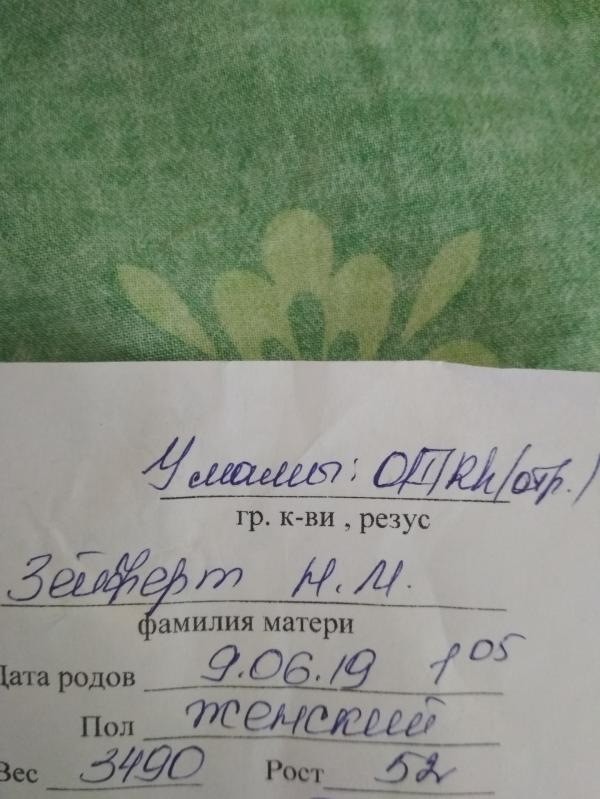 У мамы: O(I)Rh(отр.)
гр. к-ви , резус
Зейферт Н.М.
фамилия матери
Дата родов 9.06.19 1⁰⁵
Пол женский
Вес 3490 Рост 52